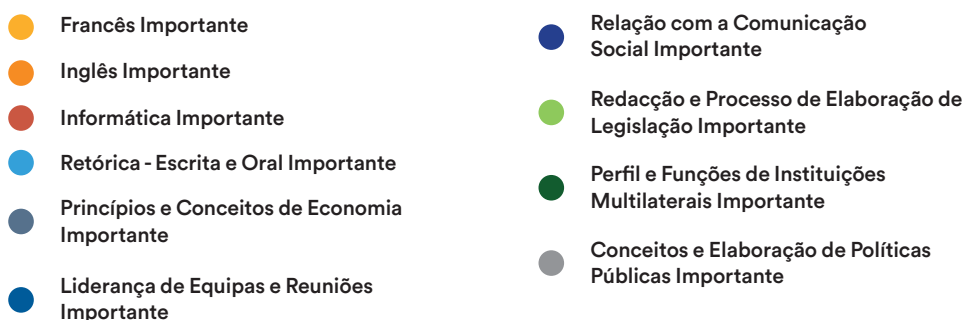 Francês Importante
Inglês Importante
Informática Importante
Retórica - Escrita e Oral Importante
Princípios e Conceitos de Economia
Importante
Liderança de Equipas e Reuniões
Importante
Relação com a Comunicação
Social Importante
Redacção e Processo de Elaboração de
Legislação Importante
Perfil e Funções de Instituições
Multilaterais Importante
Conceitos e Elaboração de Políticas
Públicas Importante